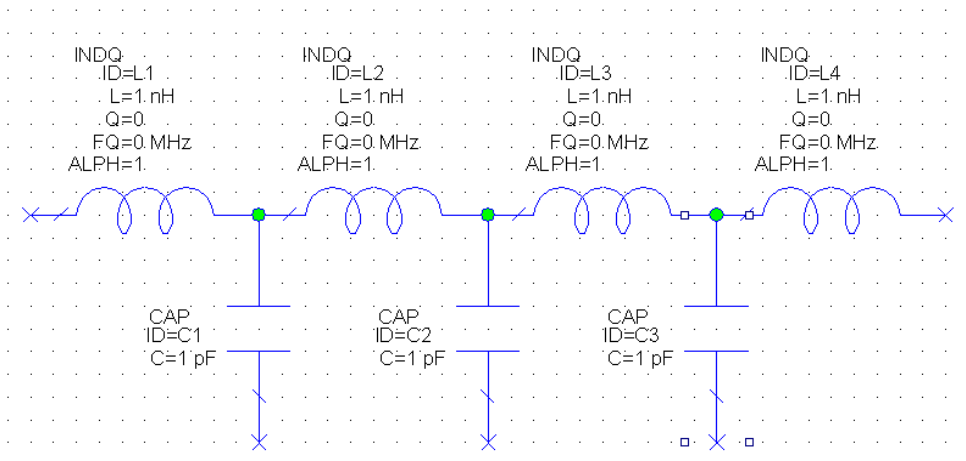 INDQ
ID=L1
L=1 nH
Q=0
FQ=0 MHz
ALPH=1
INDQ
ID=L2
L=1 nH
Q=0
FQ=0 MHz
ALPH=1
INDQ
ID=L3
L=1 nH
Q=0
FQ=0 MHz
ALPH=1
INDQ
ID=L4
L=1 nH
Q=0
FQ=0 MHz
ALPH=1
CAP
ID=C1
C=1 pF
CAP
ID=C2
C=1 pF
CAP
ID=C3
C=1 pF